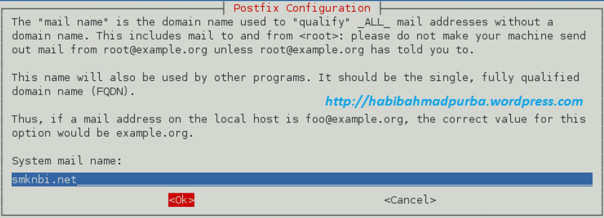 Postfix Configuration
The "mail name" is the domain name used to "qualify" _ALL_ mail addresses without a
domain name. This includes mail to and from <root>: please do not make your machine send
out mail from root@example.org unless root@example.org has told you to.
This name will also be used by other programs. It should be the single, fully qualified
domain name (FQDN).
http://habibahmadpurba.wordpress.com
Thus, if a mail address on the local host is foo@example.org, the correct value for this
option would be example.org.
System mail name:
smknbi.net
<Ok> <Cancel>